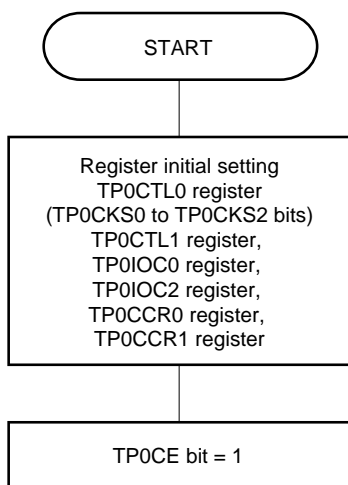 START
Register initial setting
TP0CTL0 register
(TP0CKS0 to TP0CKS2 bits)
TP0CTL1 register,
TP0IOC0 register,
TP0IOC2 register,
TP0CCR0 register,
TP0CCR1 register
TP0CE bit = 1